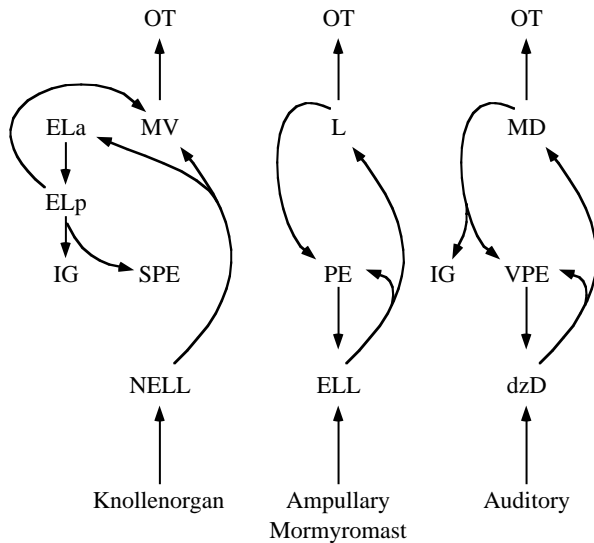 OT OT OT
ELa MV L MD
ELp
IG SPE PE IG VPE
NELL ELL dzD
Knollenorgan Ampullary Auditory
Mormyromast